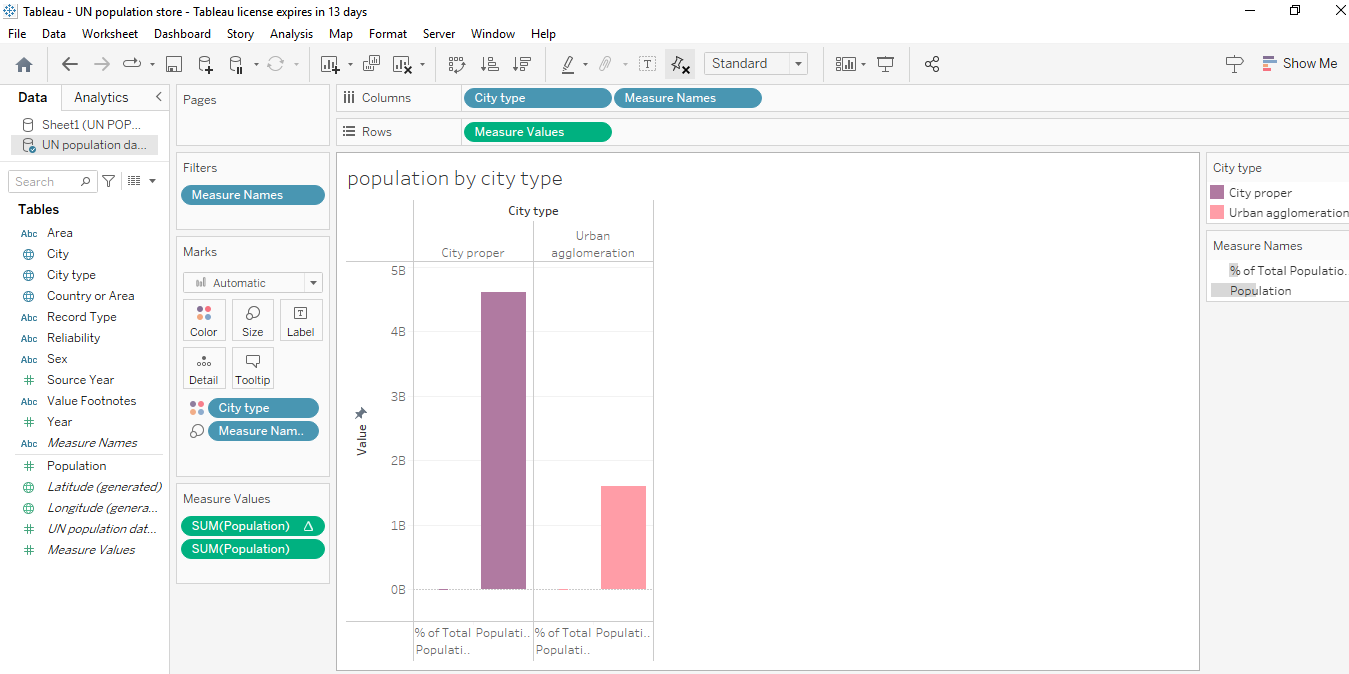 Tableau - UN population store - Tableau license expires in 13 days
File Data Worksheet Dashboard Story Analysis Map Format Server Window Help
Standard
Show Me
Data Analytics
Sheet1 (UN POP...
UN population da...
Search
Tables
Abc Area
City
City type
Country or Area
Abc Record Type
Abc Reliability
Abc Sex
Source Year
Abc Value Footnotes
Year
Abc Measure Names
Population
Latitude (generated)
Longitude (genera...
UN population dat...
Measure Values
Pages
Filters
Measure Names
Marks
Automatic
Color Size Label
Detail Tooltip
City type
Measure Nam..
Measure Values
SUM(Population) Δ
SUM(Population)
Columns City type Measure Names
Rows Measure Values
population by city type
City type
City proper
Urban
agglomeration
Value
5B
4B
3B
2B
1B
0B
% of Total Populati.. % of Total Populati..
Populati.. Populati..
City type
City proper
Urban agglomeration
Measure Names
% of Total Populatio..
Population